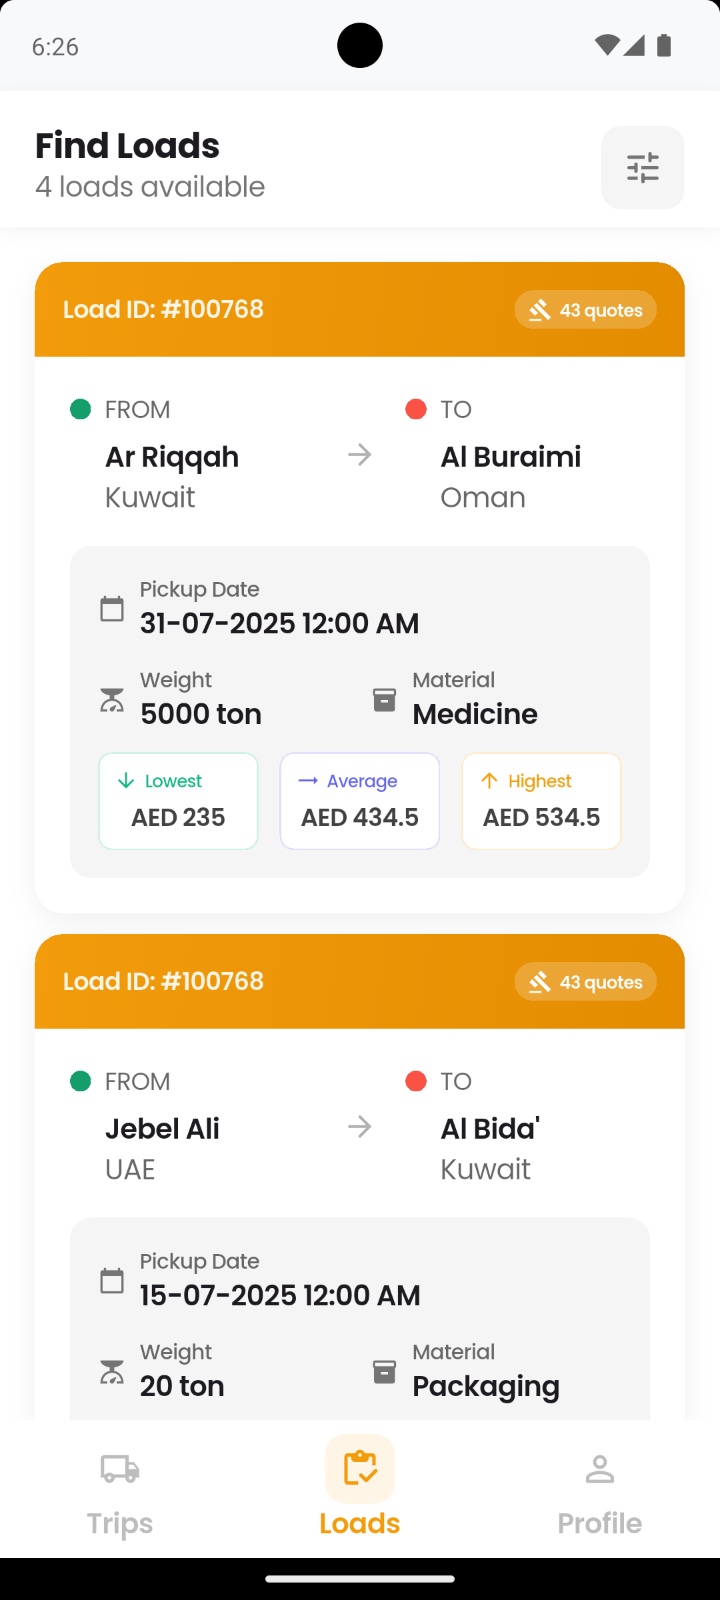 6:26
Find Loads
4 loads available
Load ID: #100768
43 quotes
FROM
TO
Ar Riqqah
Al Buraimi
Kuwait
Oman
Pickup Date
31-07-2025 12:00 AM
Weight
Material
5000 ton
Medicine
Lowest
Average
Highest
AED 235
AED 434.5
AED 534.5
Load ID: #100768
43 quotes
FROM
TO
Jebel Ali
Al Bida'
UAE
Kuwait
Pickup Date
15-07-2025 12:00 AM
Weight
Material
20 ton
Packaging
Trips
Loads
Profile